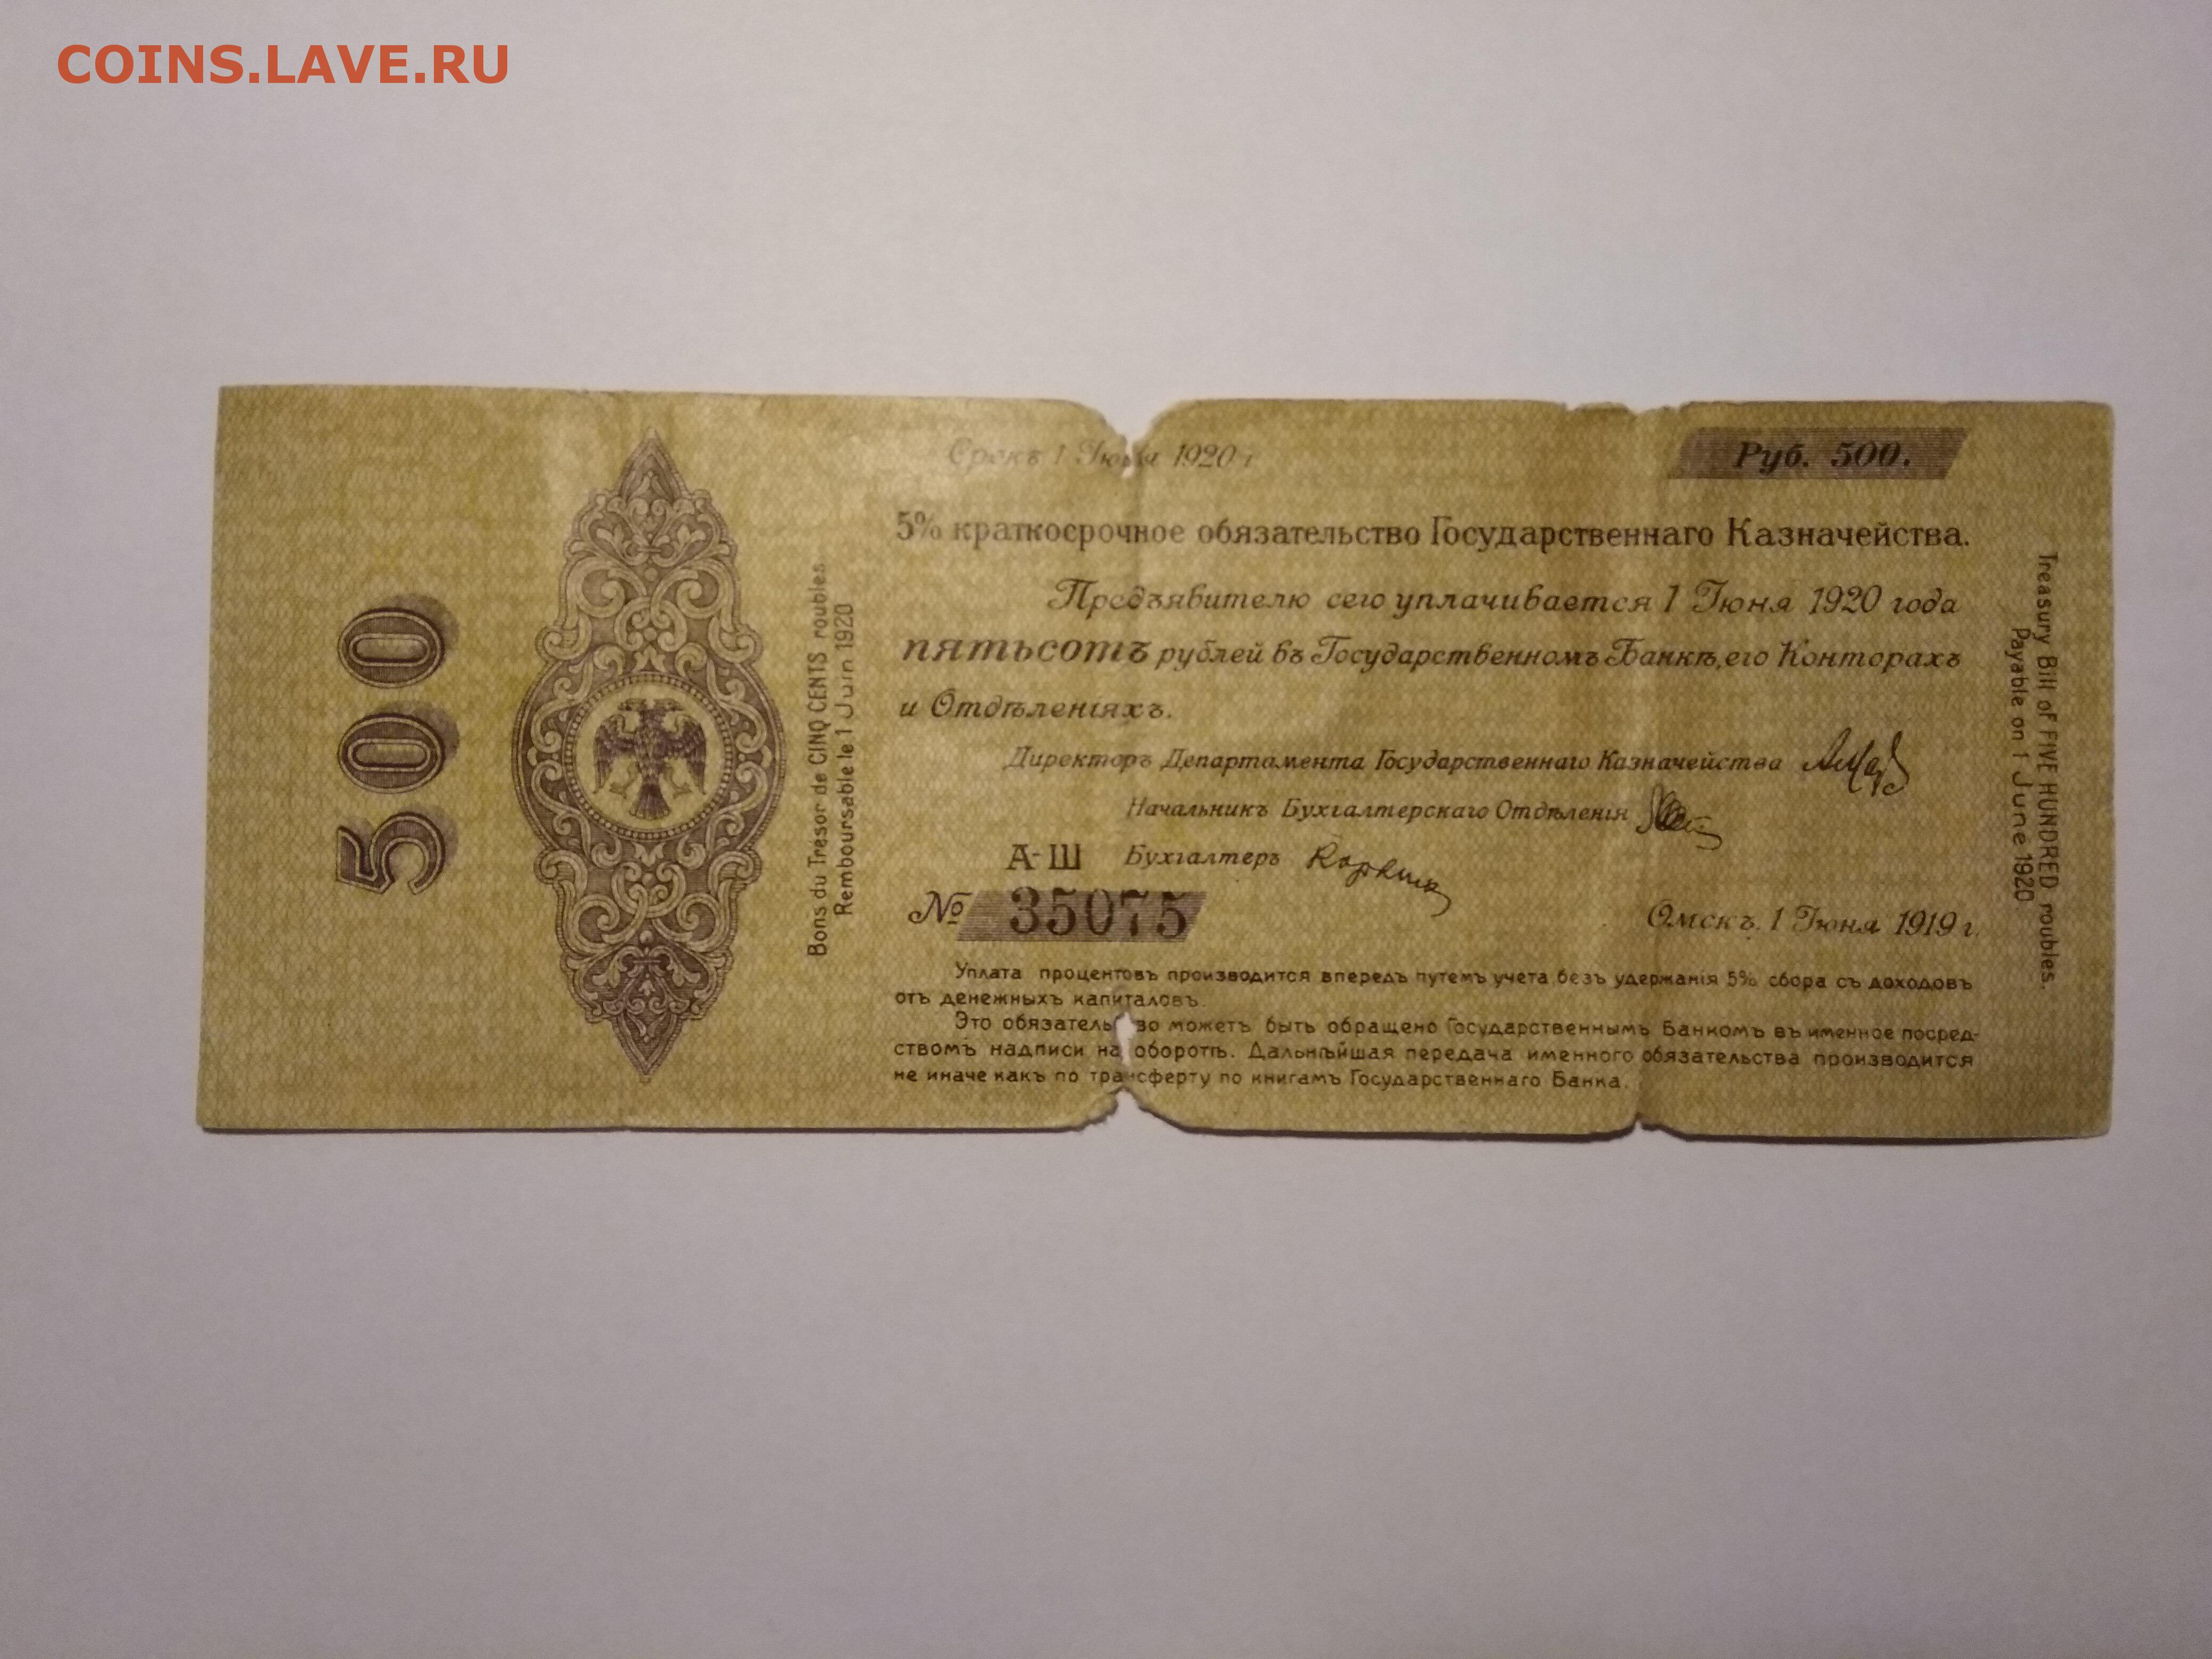 COINS.LAVE.RU
500
Bons du Trésor de CINQ CENTS roubles.
Remboursable le 1 Juin 1920
Срокъ 1 Іюня 1920 г
Руб. 500.
5% краткосрочное обязательство Государственнаго Казначейства.
Предъявителю сего уплачивается 1 Іюня 1920 года
пятьсотъ рублей въ Государственномъ Банкѣ, его Конторахъ
и Отдѣленіяхъ.
Директоръ Департамента Государственнаго Казначейства
Начальникъ Бухгалтерскаго Отдѣленія
А-Ш Бухгалтеръ
№ 35075
Омскъ, 1 Іюня 1919 г.
Уплата процентовъ производится впередъ путемъ учета, безъ удержанія 5% сбора съ доходовъ
отъ денежныхъ капиталовъ.
Это обязательство можетъ быть обращено Государственнымъ Банкомъ въ именное посред-
ствомъ надписи на оборотѣ. Дальнѣйшая передача именного обязательства производится
не иначе какъ по трансферту по книгамъ Государственнаго Банка.
Treasury Bill of FIVE HUNDRED roubles.
Payable on 1 June 1920